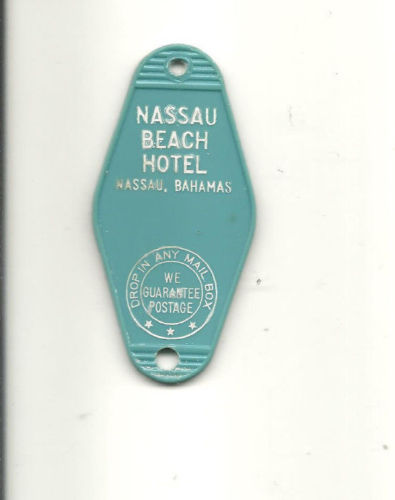 NASSAU
BEACH
HOTEL
NASSAU, BAHAMAS
DROP IN ANY MAIL BOX
WE
GUARANTEE
POSTAGE